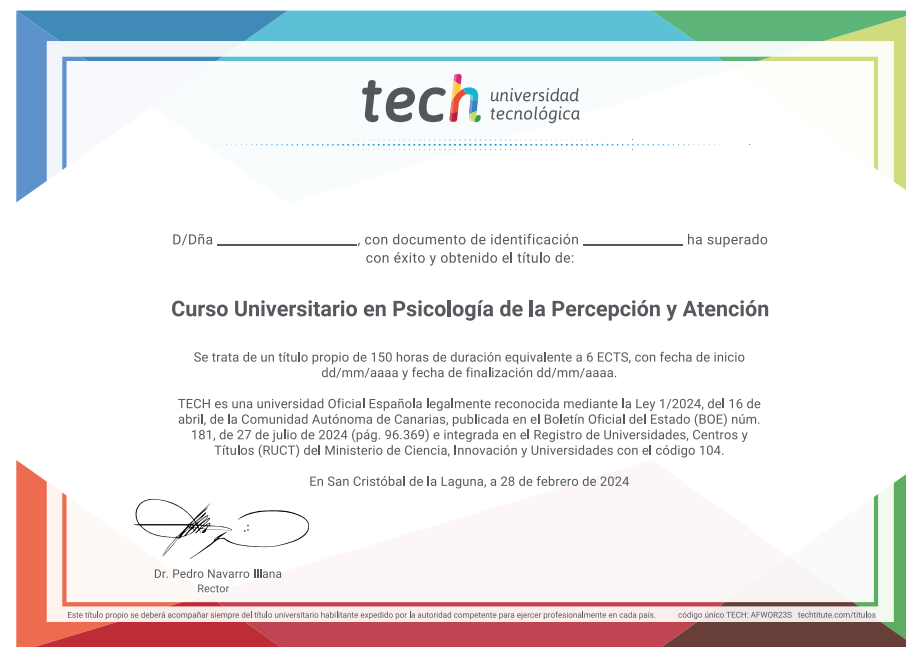 tech universidad
tecnológica
D/Dña ____________________, con documento de identificación ______________ ha superado
con éxito y obtenido el título de:
Curso Universitario en Psicología de la Percepción y Atención
Se trata de un título propio de 150 horas de duración equivalente a 6 ECTS, con fecha de inicio
dd/mm/aaaa y fecha de finalización dd/mm/aaaa.
TECH es una universidad Oficial Española legalmente reconocida mediante la Ley 1/2024, del 16 de
abril, de la Comunidad Autónoma de Canarias, publicada en el Boletín Oficial del Estado (BOE) núm.
181, de 27 de julio de 2024 (pág. 96.369) e integrada en el Registro de Universidades, Centros y
Títulos (RUCT) del Ministerio de Ciencia, Innovación y Universidades con el código 104.
En San Cristóbal de la Laguna, a 28 de febrero de 2024
Dr. Pedro Navarro Illana
Rector
Este título propio se deberá acompañar siempre del título universitario habilitante expedido por la autoridad competente para ejercer profesionalmente en cada país. código único TECH: AFWOR23S techtitute.com/titulos